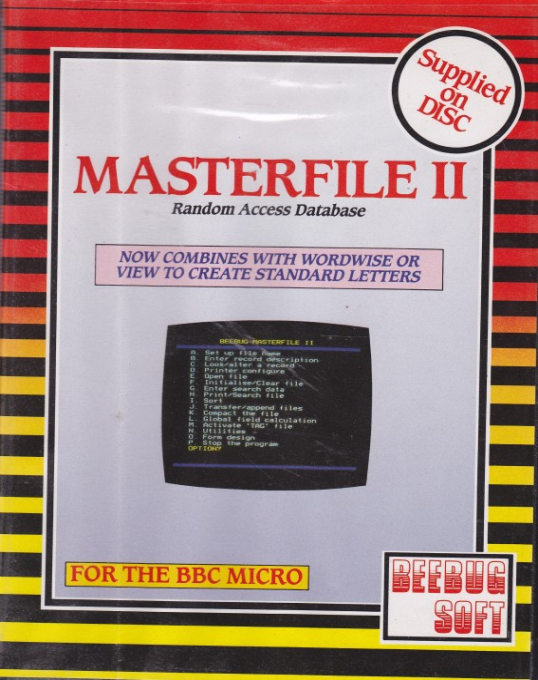 Supplied
on
DISC
MASTERFILE II
Random Access Database
NOW COMBINES WITH WORDWISE OR
VIEW TO CREATE STANDARD LETTERS
BEEBUG MASTERFILE II
A. Set up file name
B. Enter record description
C. Look/alter a record
D. Printer configure
E. Open file
F. Initialise/Clear file
G. Enter search data
H. Print/Search file
I. Sort
J. Transfer/append files
K. Compact the file
L. Global field calculation
M. Activate 'TAG' file
N. Utilities
O. Form design
P. Stop the program
OPTION?
FOR THE BBC MICRO
BEEBUG
SOFT